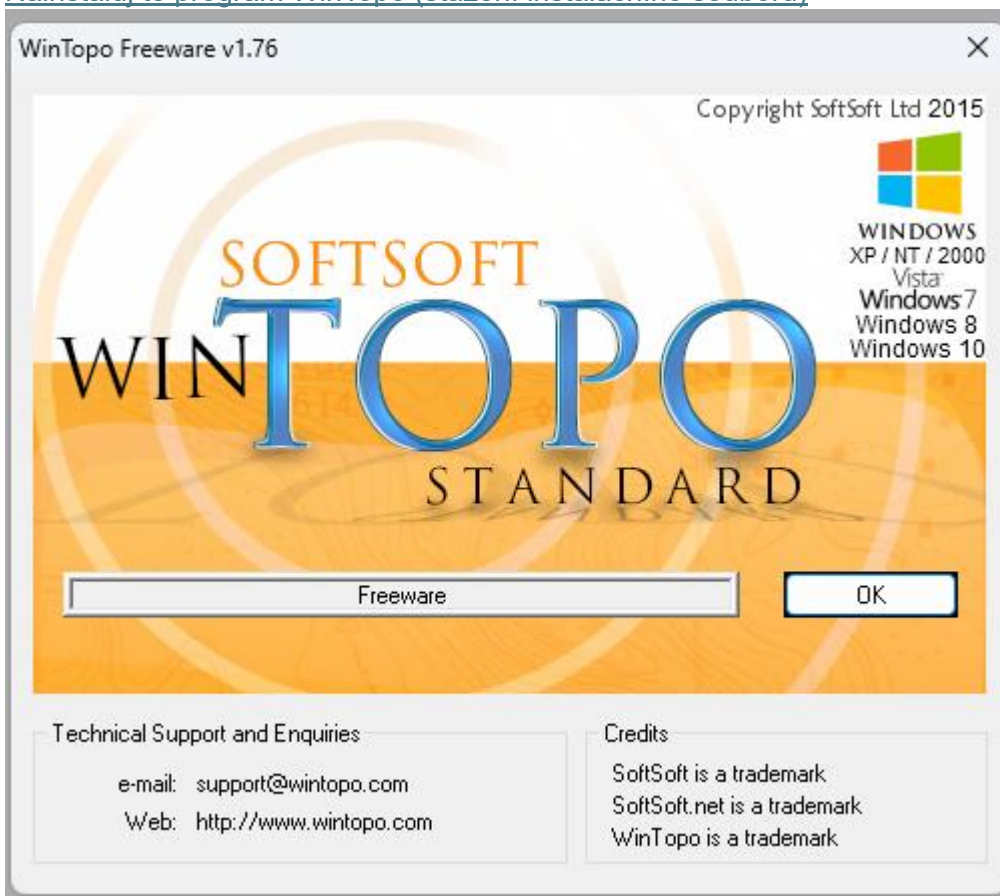 WinTopo Freeware v1.76
Copyright SoftSoft Ltd 2015
WINDOWS
XP / NT / 2000
Vista
Windows 7
Windows 8
Windows 10
SOFTSOFT
WINTOPO
STANDARD
Freeware
OK
Technical Support and Enquiries
e-mail: support@wintopo.com
Web: http://www.wintopo.com
Credits
SoftSoft is a trademark
SoftSoft.net is a trademark
WinTopo is a trademark